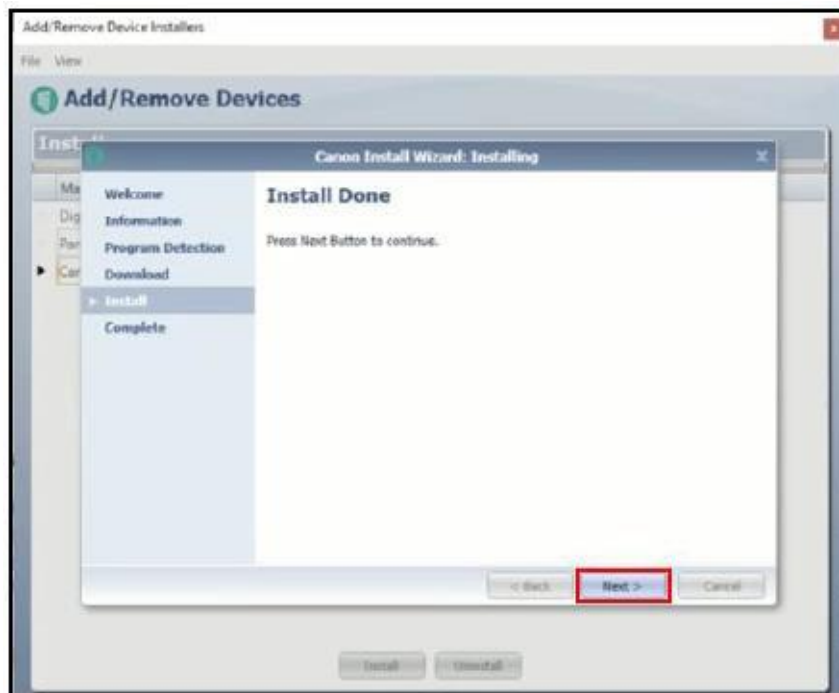 Add/Remove Device Installers
File View
Add/Remove Devices
Canon Install Wizard: Installing
Welcome
Information
Program Detection
Download
Install
Complete
Install Done
Press Next Button to continue.
< Back Next > Cancel
Install Uninstall